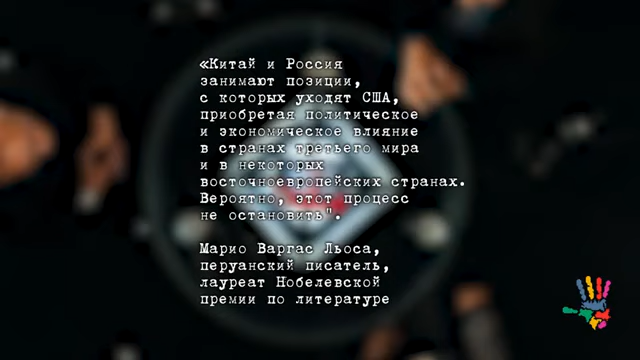 «Китай и Россия
занимают позиции,
с которых уходят США,
приобретая политическое
и экономическое влияние
в странах третьего мира
и в некоторых
восточноевропейских странах.
Вероятно, этот процесс
не остановить".
Марио Варгас Льоса,
перуанский писатель,
лауреат Нобелевской
премии по литературе